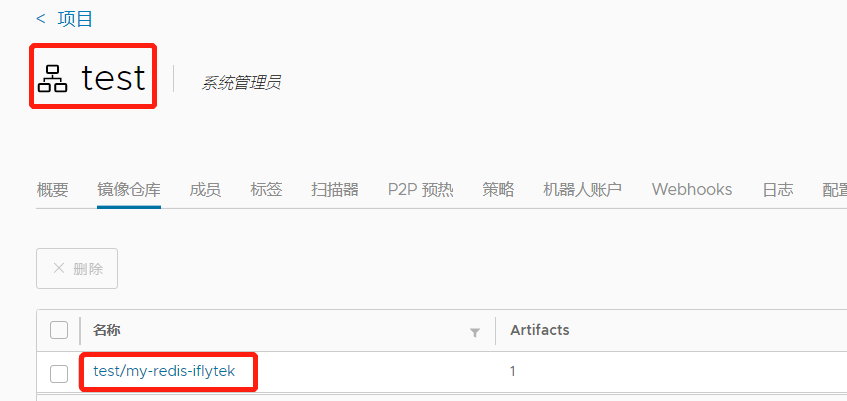 < 项目
test 系统管理员
概要 镜像仓库 成员 标签 扫描器 P2P 预热 策略 机器人账户 Webhooks 日志 配
× 删除
名称 Artifacts
test/my-redis-iflytek 1